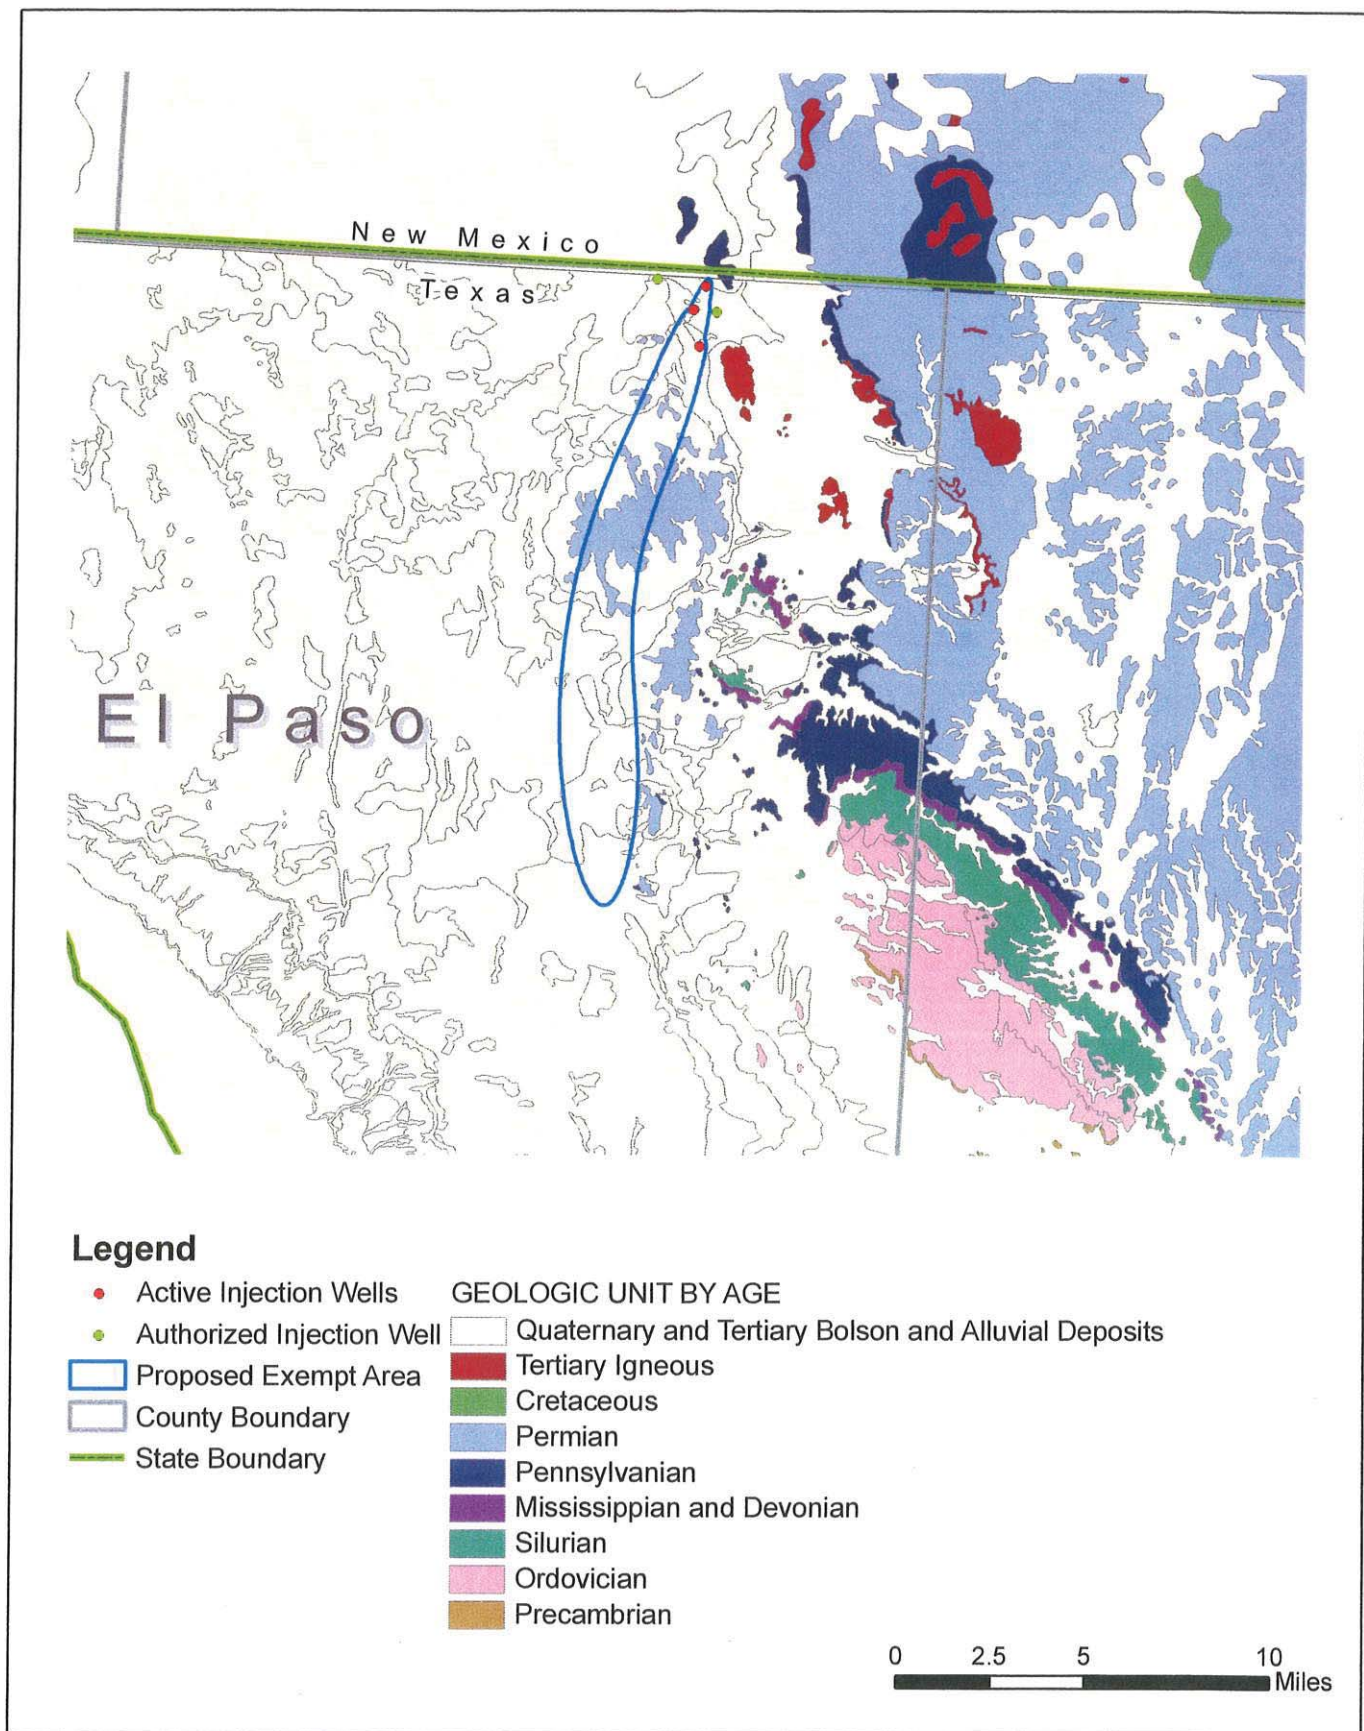 New Mexico
Texas
El Paso
Legend
Active Injection Wells
Authorized Injection Well
Proposed Exempt Area
County Boundary
State Boundary
GEOLOGIC UNIT BY AGE
Quaternary and Tertiary Bolson and Alluvial Deposits
Tertiary Igneous
Cretaceous
Permian
Pennsylvanian
Mississippian and Devonian
Silurian
Ordovician
Precambrian
0 2.5 5 10
Miles